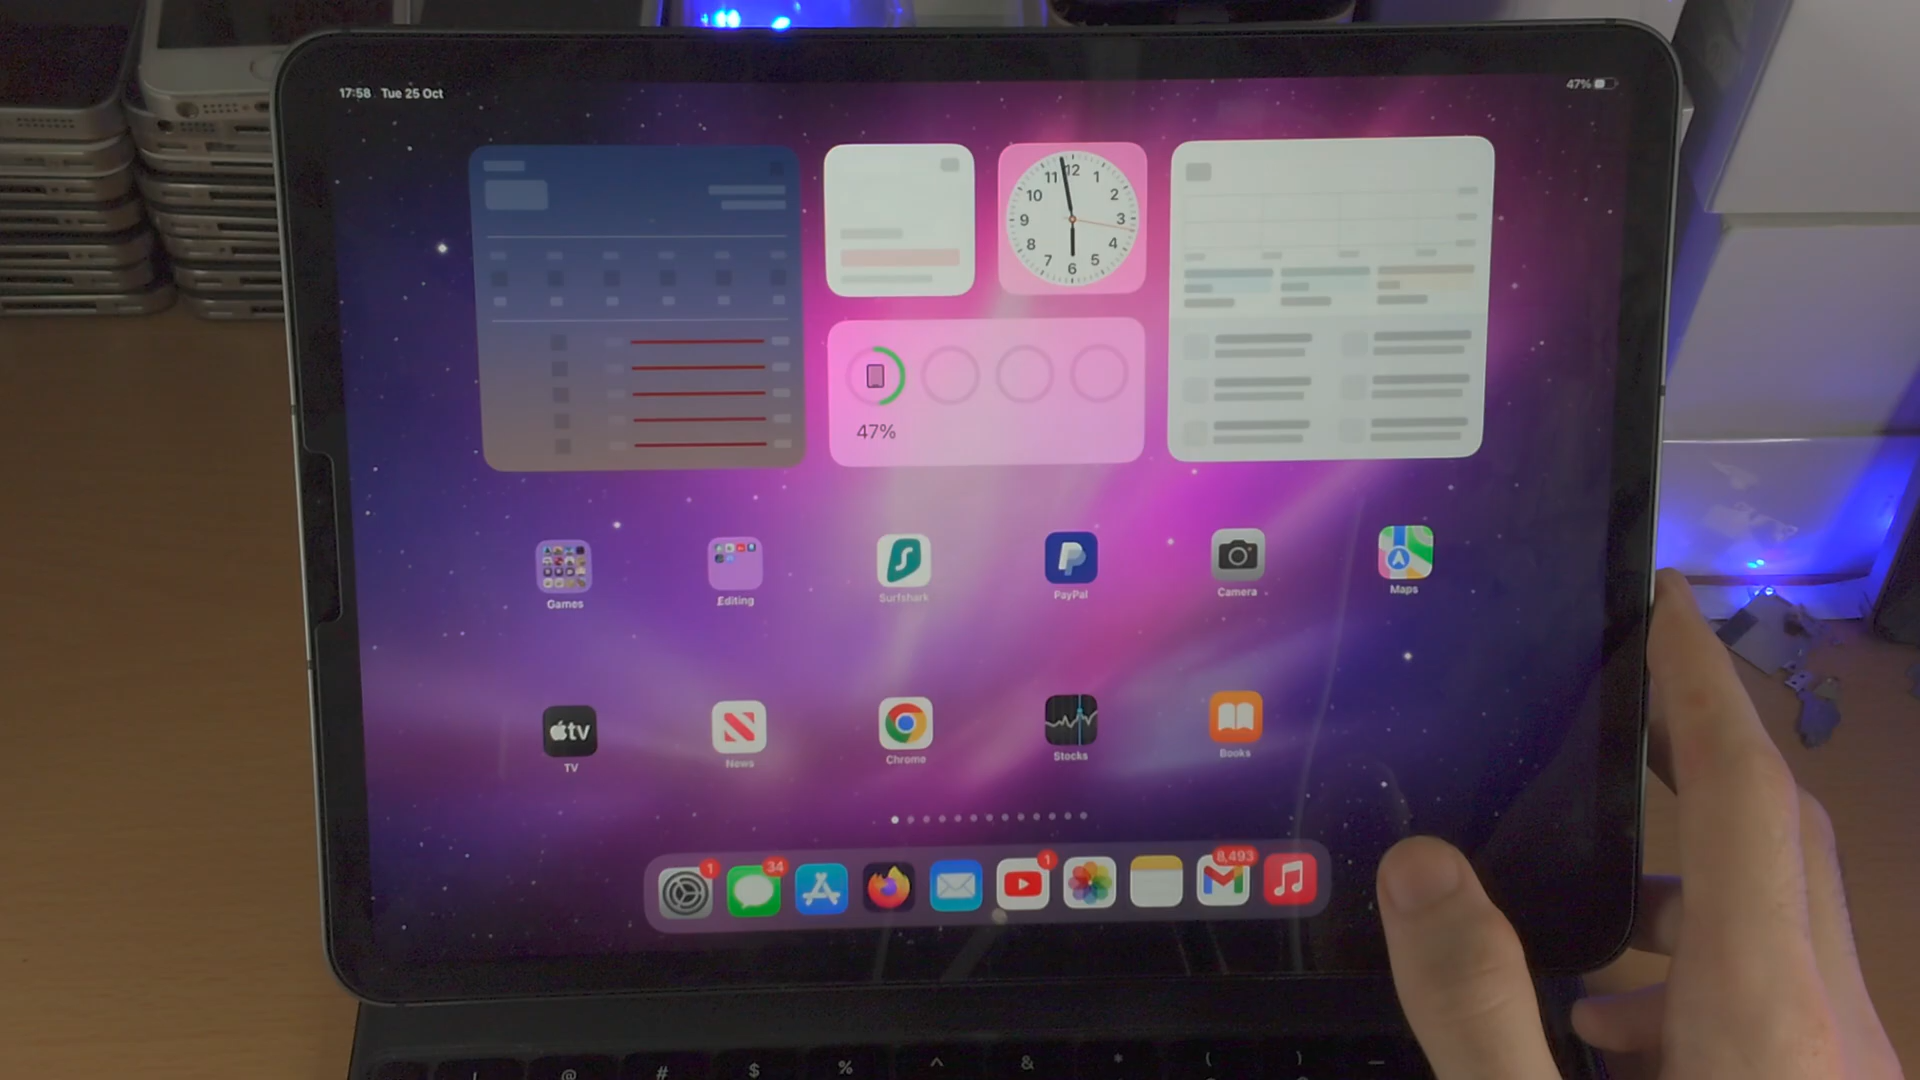 17:58 Tue 25 Oct
47%
11 12 1
10 2
9 3
8 4
7 6 5
47%
Games Editing Surfshark PayPal Camera Maps
tv
TV News Chrome Stocks Books
1 34 1 8,493
! @ # $ % ^ & * ( ) —